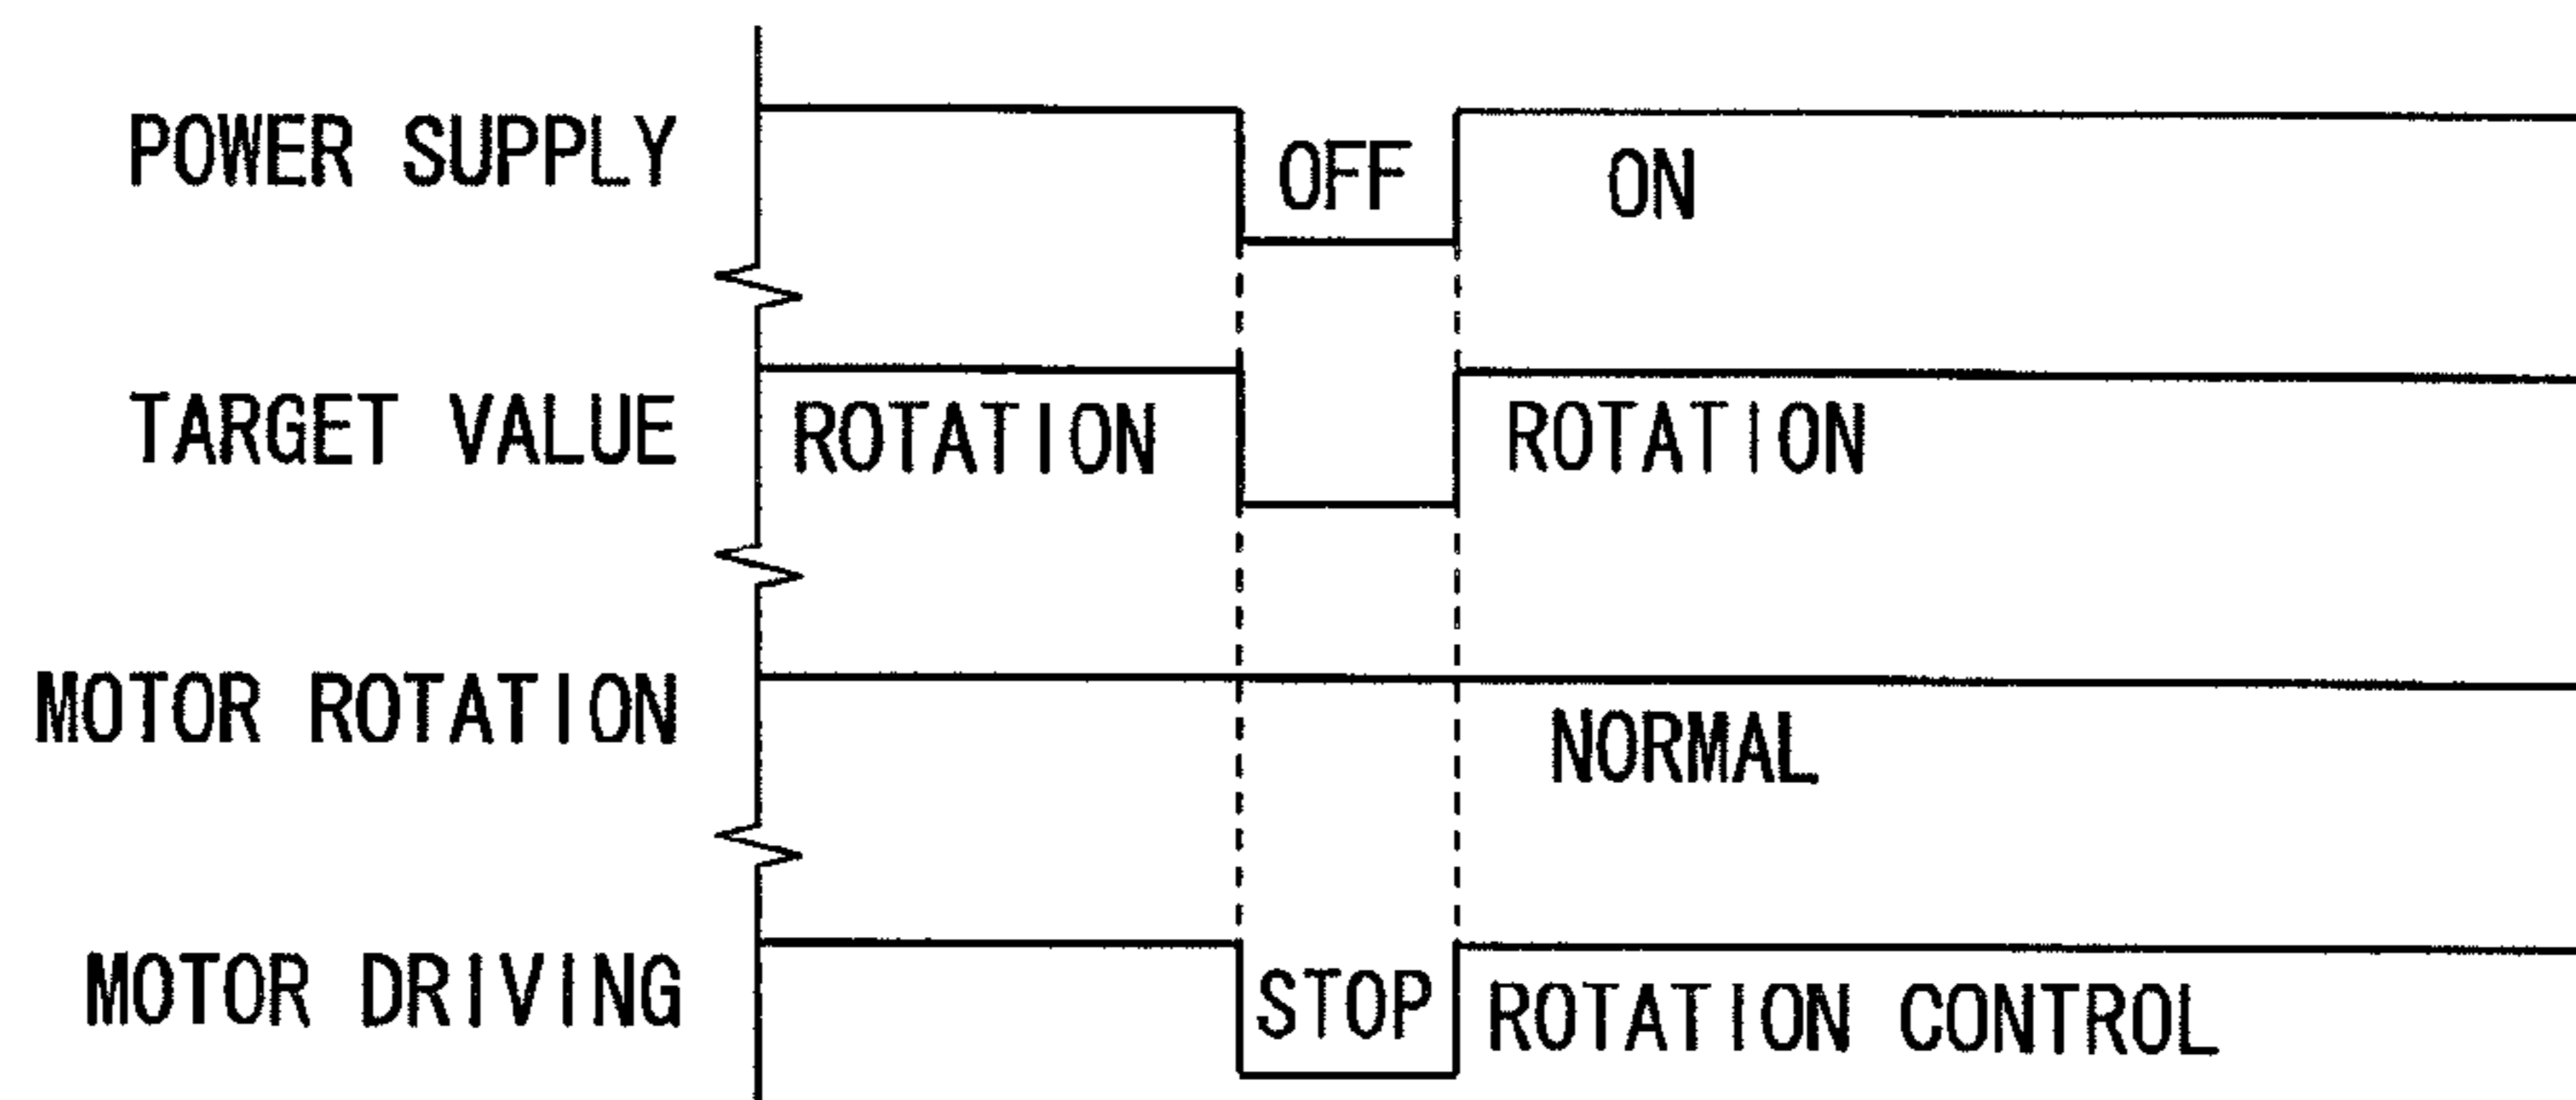 POWER SUPPLY
OFF
ON
TARGET VALUE
ROTATION
ROTATION
MOTOR ROTATION
NORMAL
MOTOR DRIVING
STOP
ROTATION CONTROL